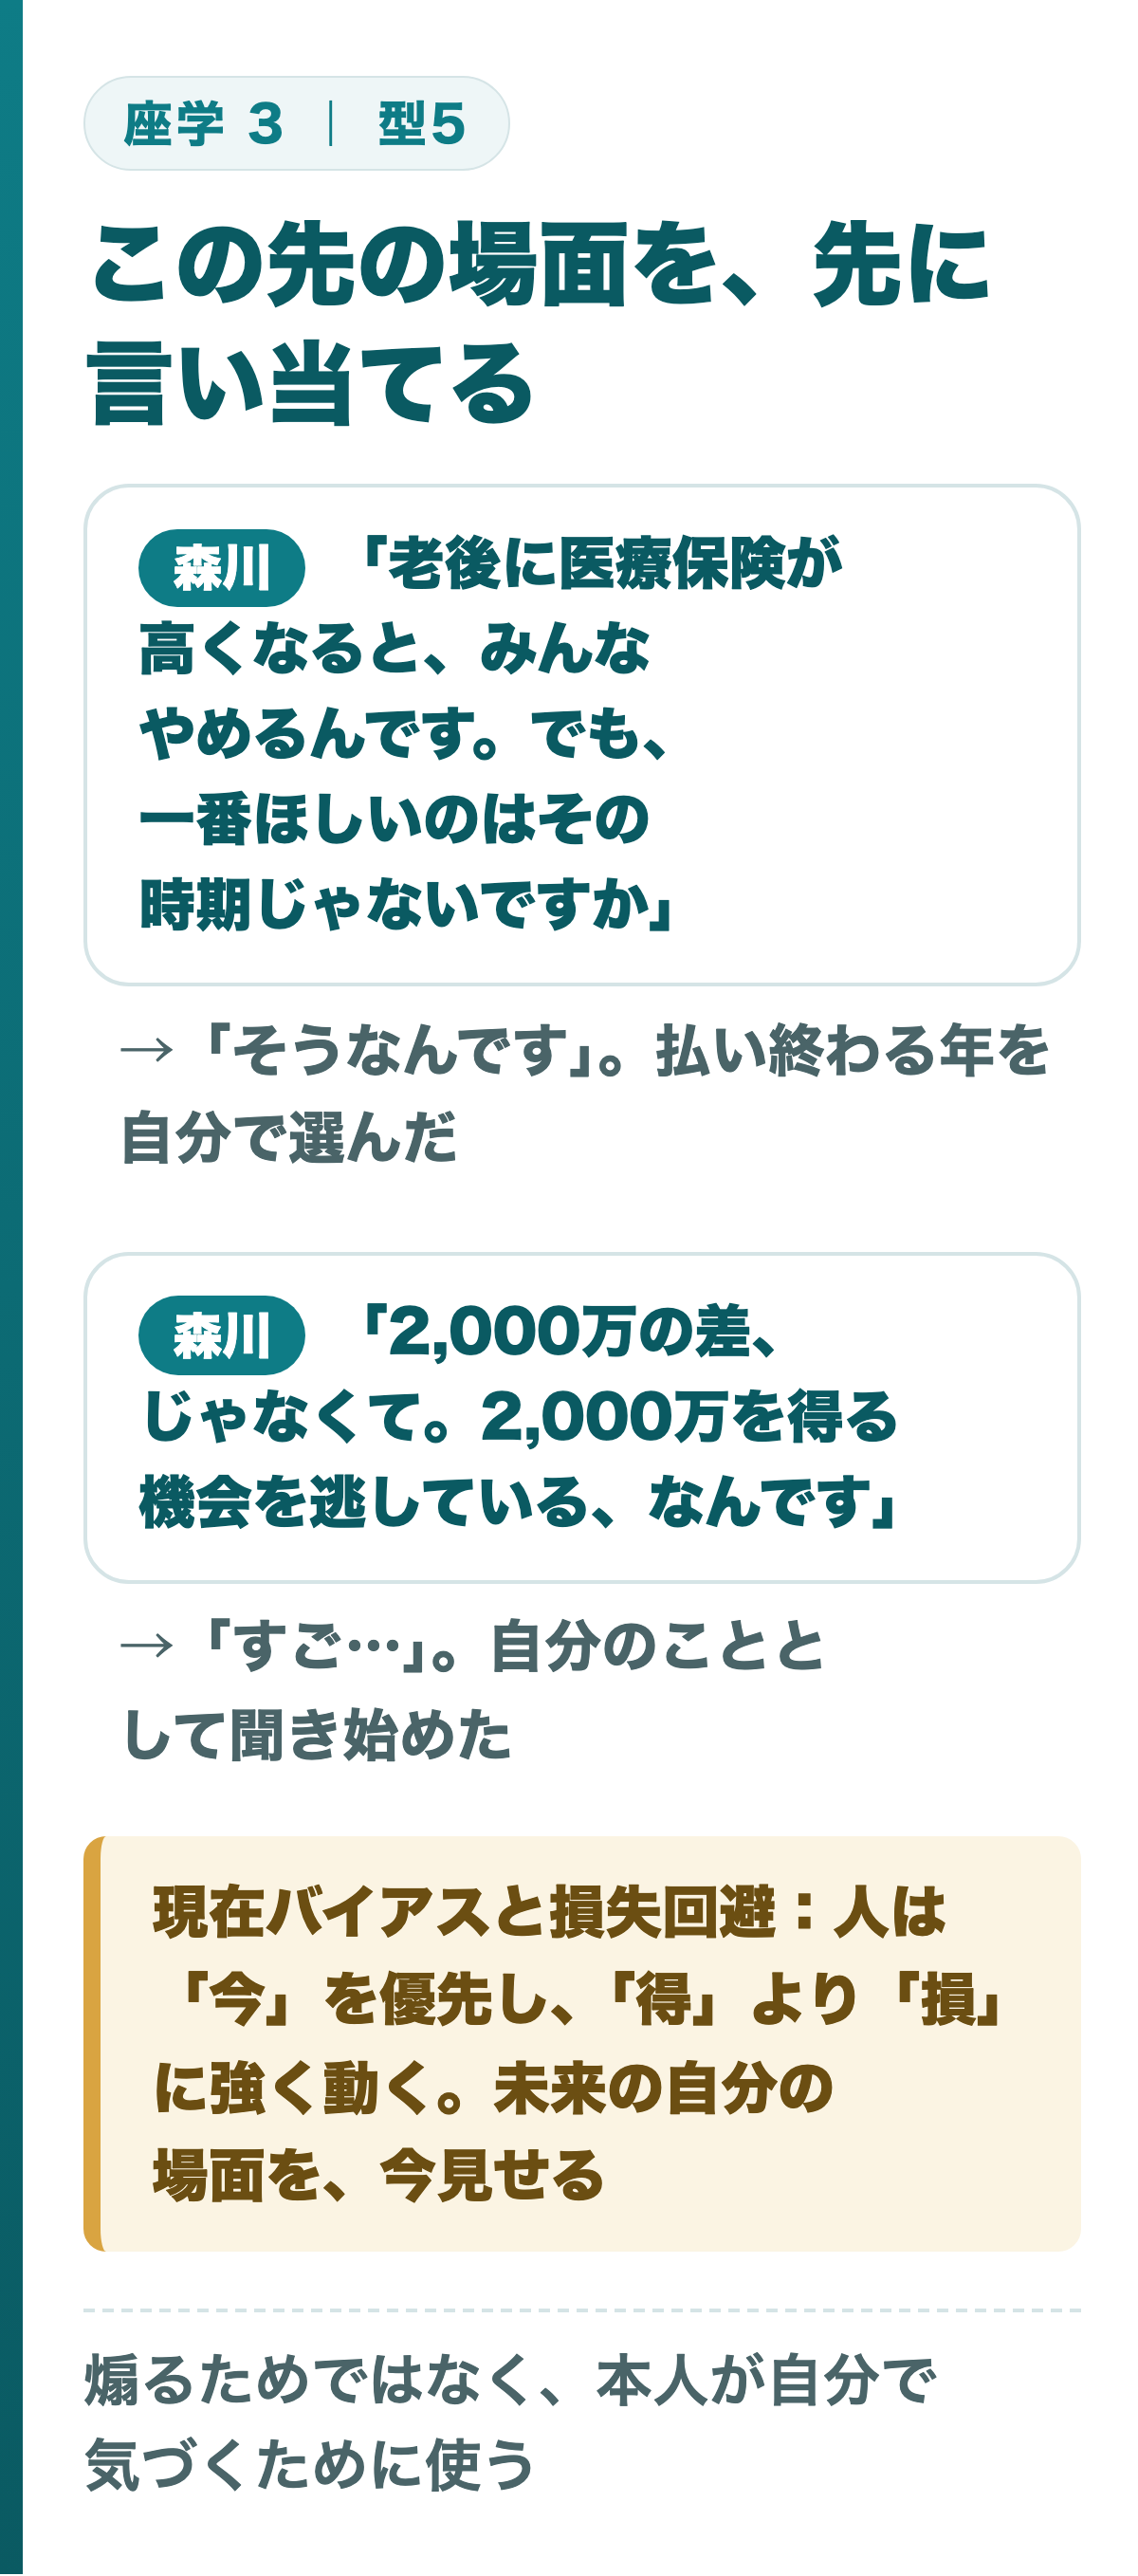 座学 3 ｜ 型5
この先の場面を、先に
言い当てる
森川 「老後に医療保険が
高くなると、みんな
やめるんです。でも、
一番ほしいのはその
時期じゃないですか」
→「そうなんです」。払い終わる年を
自分で選んだ
森川 「2,000万の差、
じゃなくて。2,000万を得る
機会を逃している、なんです」
→「すご…」。自分のことと
して聞き始めた
現在バイアスと損失回避：人は
「今」を優先し、「得」より「損」
に強く動く。未来の自分の
場面を、今見せる
煽るためではなく、本人が自分で
気づくために使う